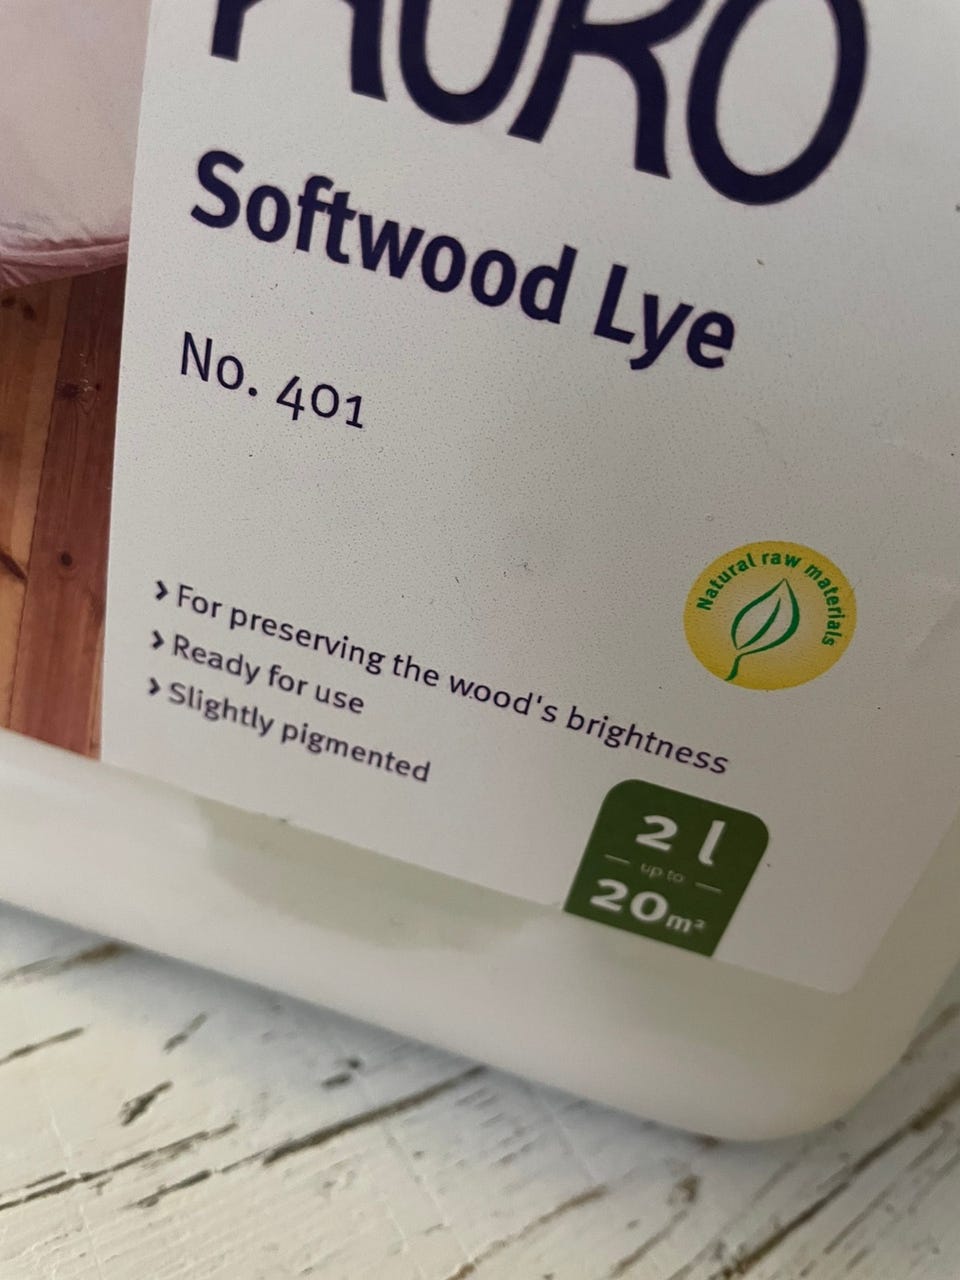 AURO
Softwood Lye
No. 401
Natural raw materials
› For preserving the wood's brightness
› Ready for use
› Slightly pigmented
2 l
up to
20m²